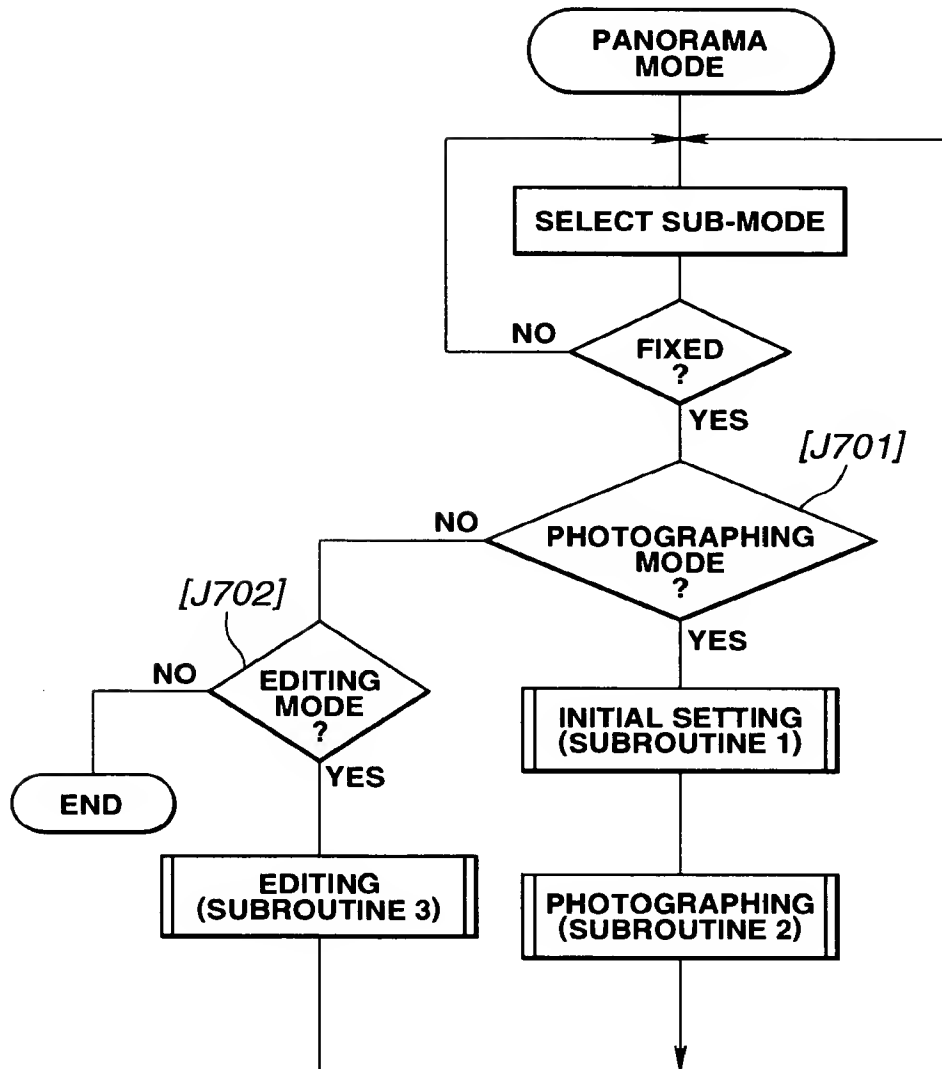 PANORAMA
MODE
SELECT SUB-MODE
NO
FIXED
?
YES
[J701]
NO
PHOTOGRAPHING
MODE
?
YES
[J702]
NO
EDITING
MODE
?
YES
INITIAL SETTING
(SUBROUTINE 1)
END
EDITING
(SUBROUTINE 3)
PHOTOGRAPHING
(SUBROUTINE 2)